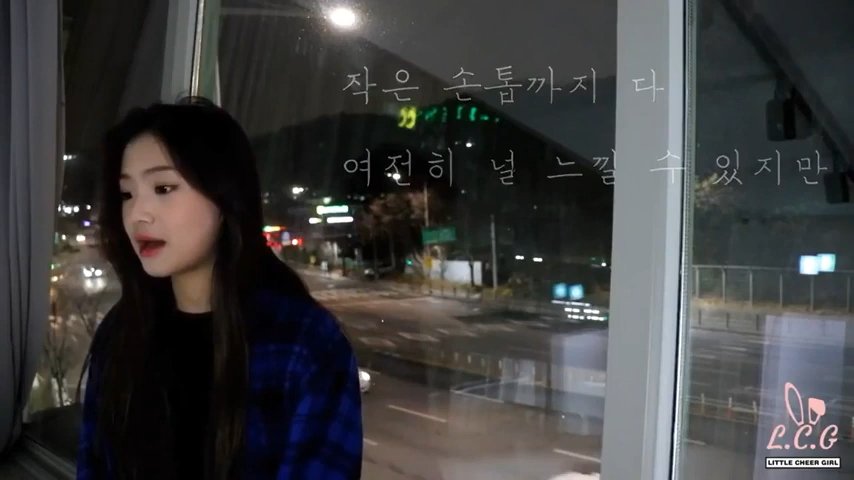 작은 손톱까지 다
여전히 널 느낄 수 있지만
L.C.G
LITTLE CHEER GIRL